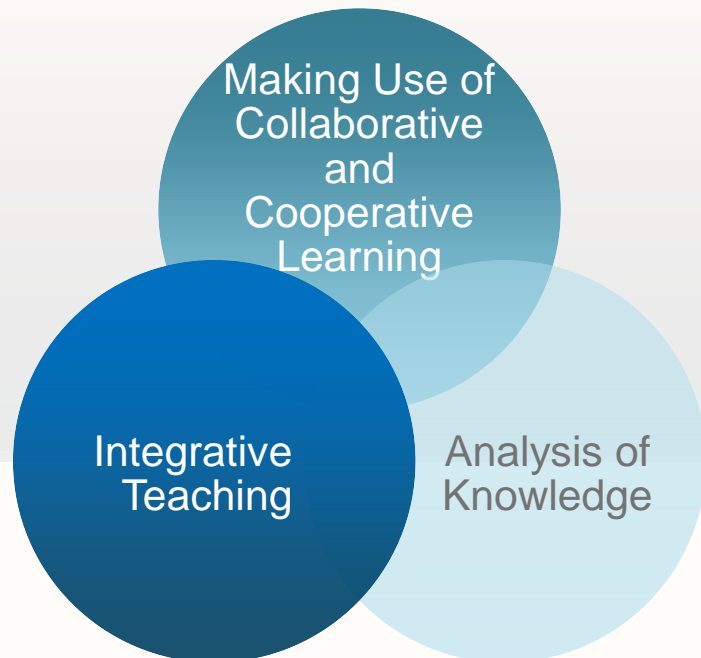 Making Use of
Collaborative
and
Cooperative
Learning
Integrative
Teaching
Analysis of
Knowledge